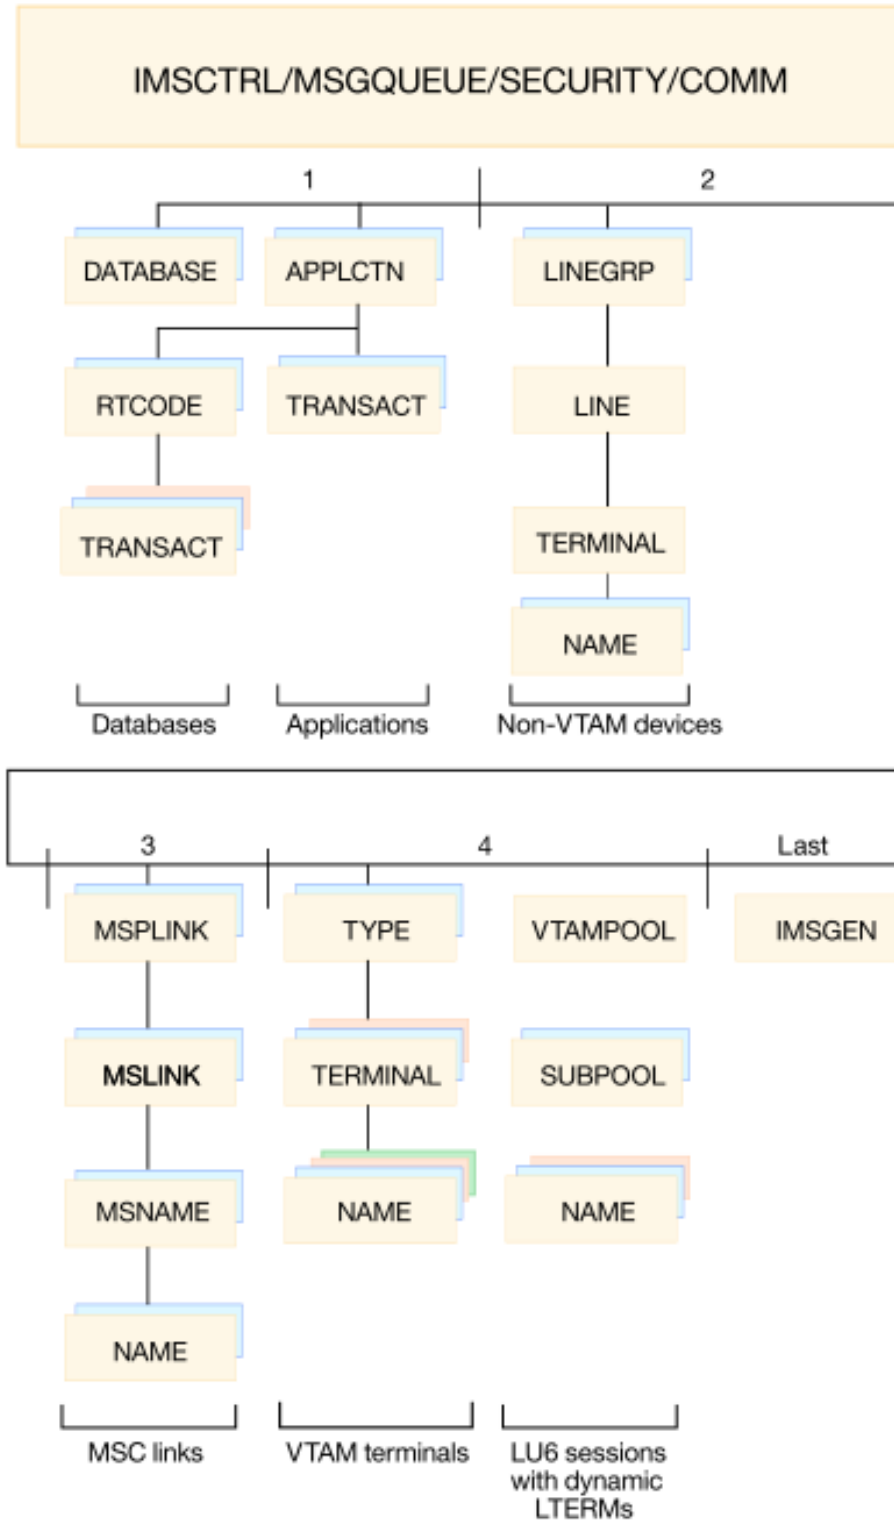 IMSCTRL/MSGQUEUE/SECURITY/COMM
1 2
DATABASE APPLCTN LINEGRP
RTCODE TRANSACT LINE
TRANSACT TERMINAL
NAME
Databases Applications Non-VTAM devices
3 4 Last
MSPLINK TYPE VTAMPOOL IMSGEN
MSLINK TERMINAL SUBPOOL
MSNAME NAME NAME
NAME
MSC links VTAM terminals LU6 sessions
with dynamic
LTERMs